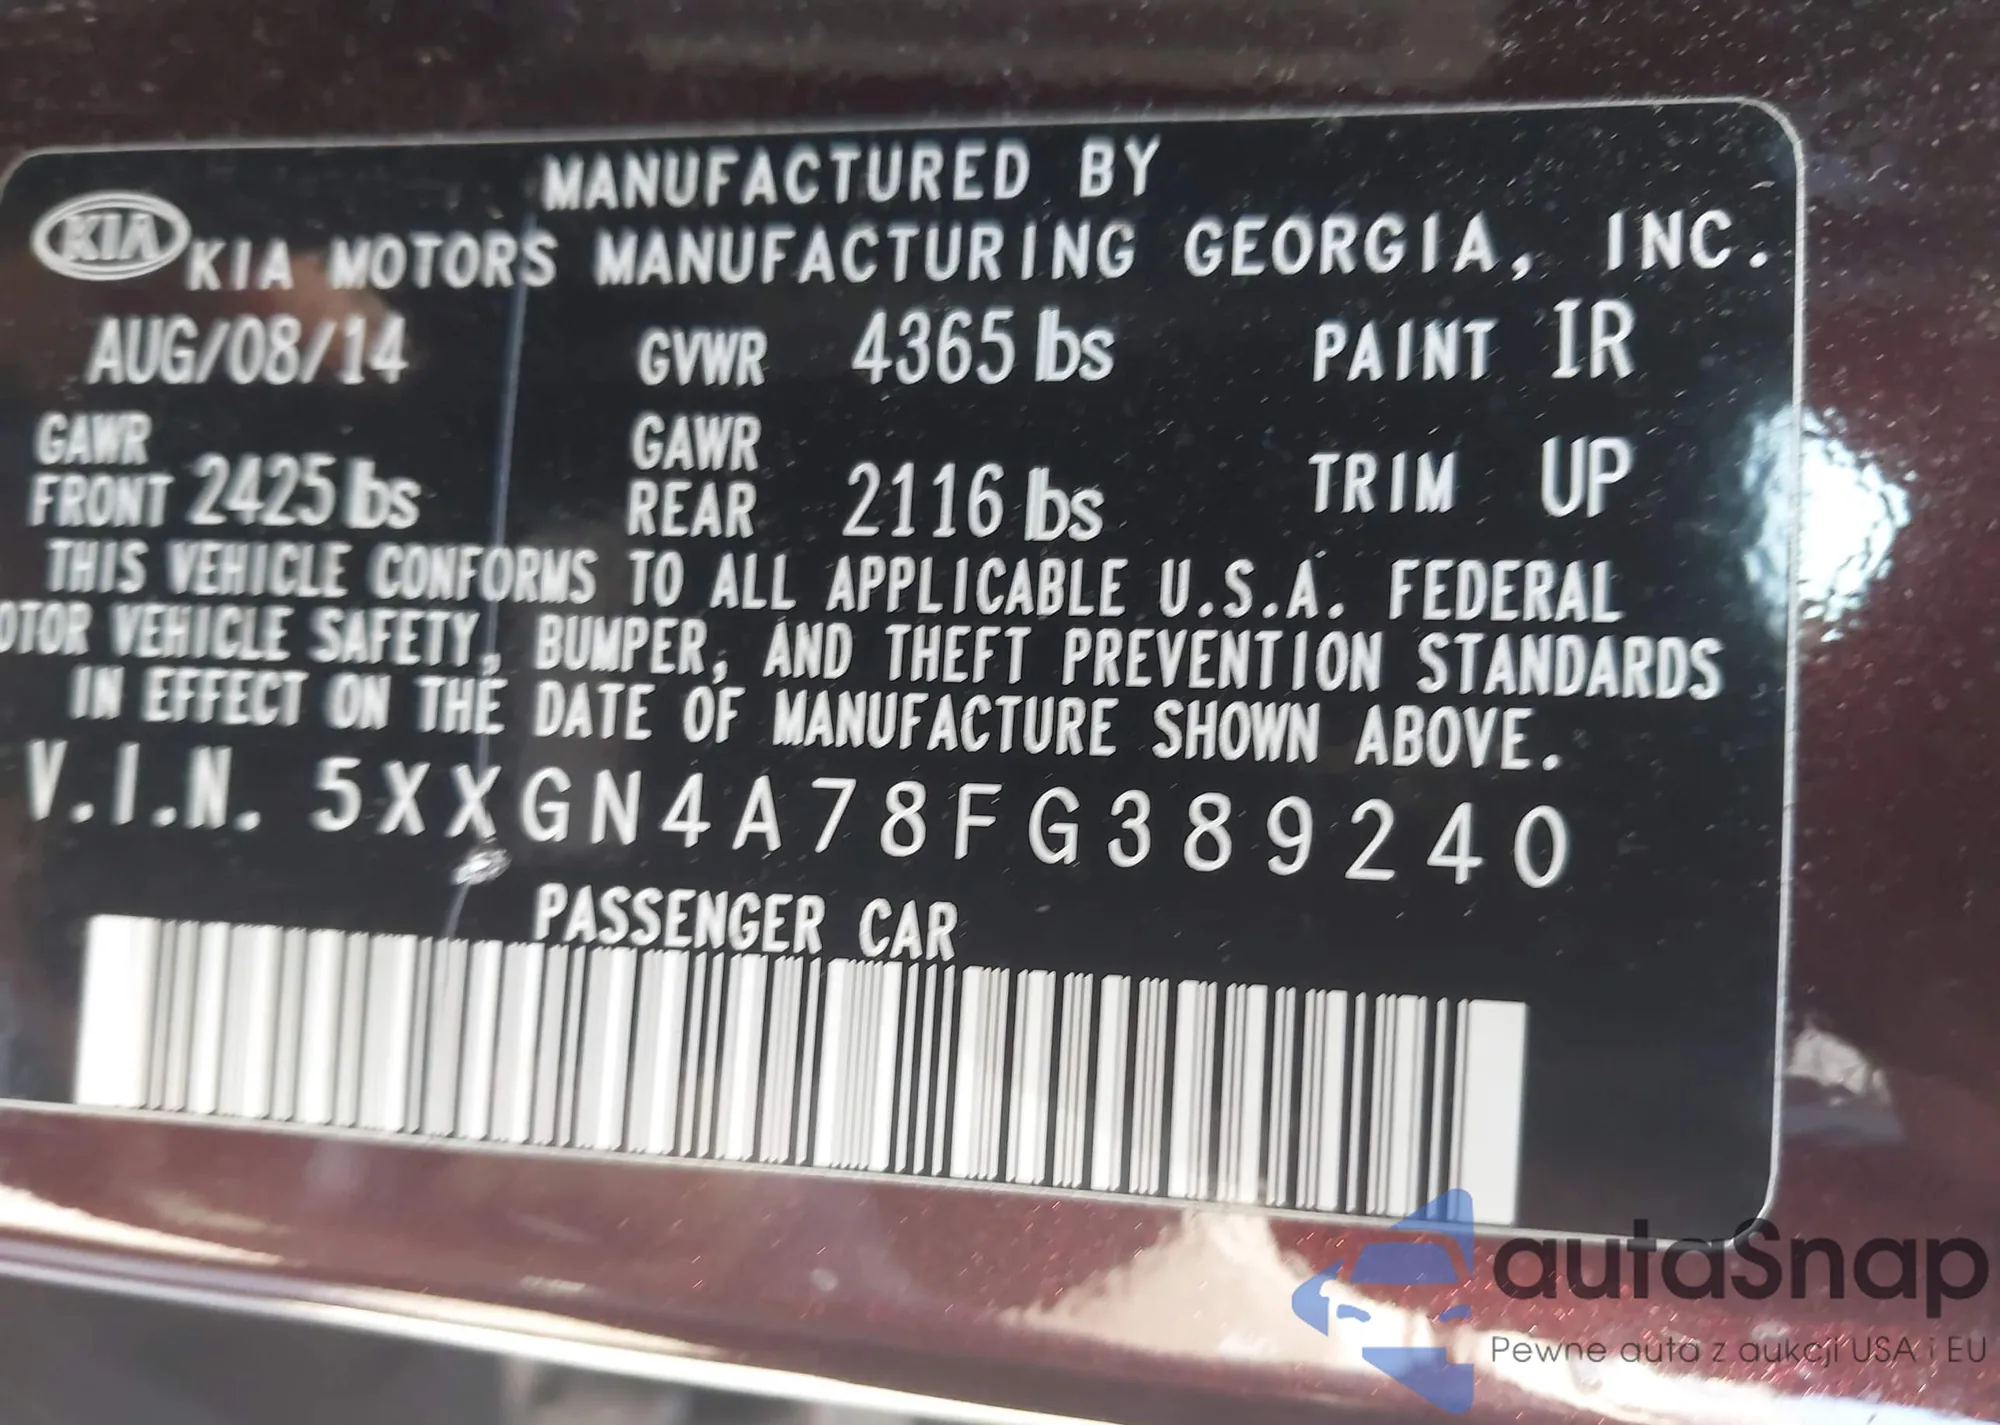 MANUFACTURED BY
KIA KIA MOTORS MANUFACTURING GEORGIA, INC.
AUG/08/14 GVWR 4365 lbs PAINT IR
GAWR FRONT 2425 lbs GAWR REAR 2116 lbs TRIM UP
THIS VEHICLE CONFORMS TO ALL APPLICABLE U.S.A. FEDERAL
OTOR VEHICLE SAFETY, BUMPER, AND THEFT PREVENTION STANDARDS
IN EFFECT ON THE DATE OF MANUFACTURE SHOWN ABOVE.
V.I.N. 5XXGN4A78FG389240
PASSENGER CAR
autaSnap
Pewne auta z aukcji USA i EU